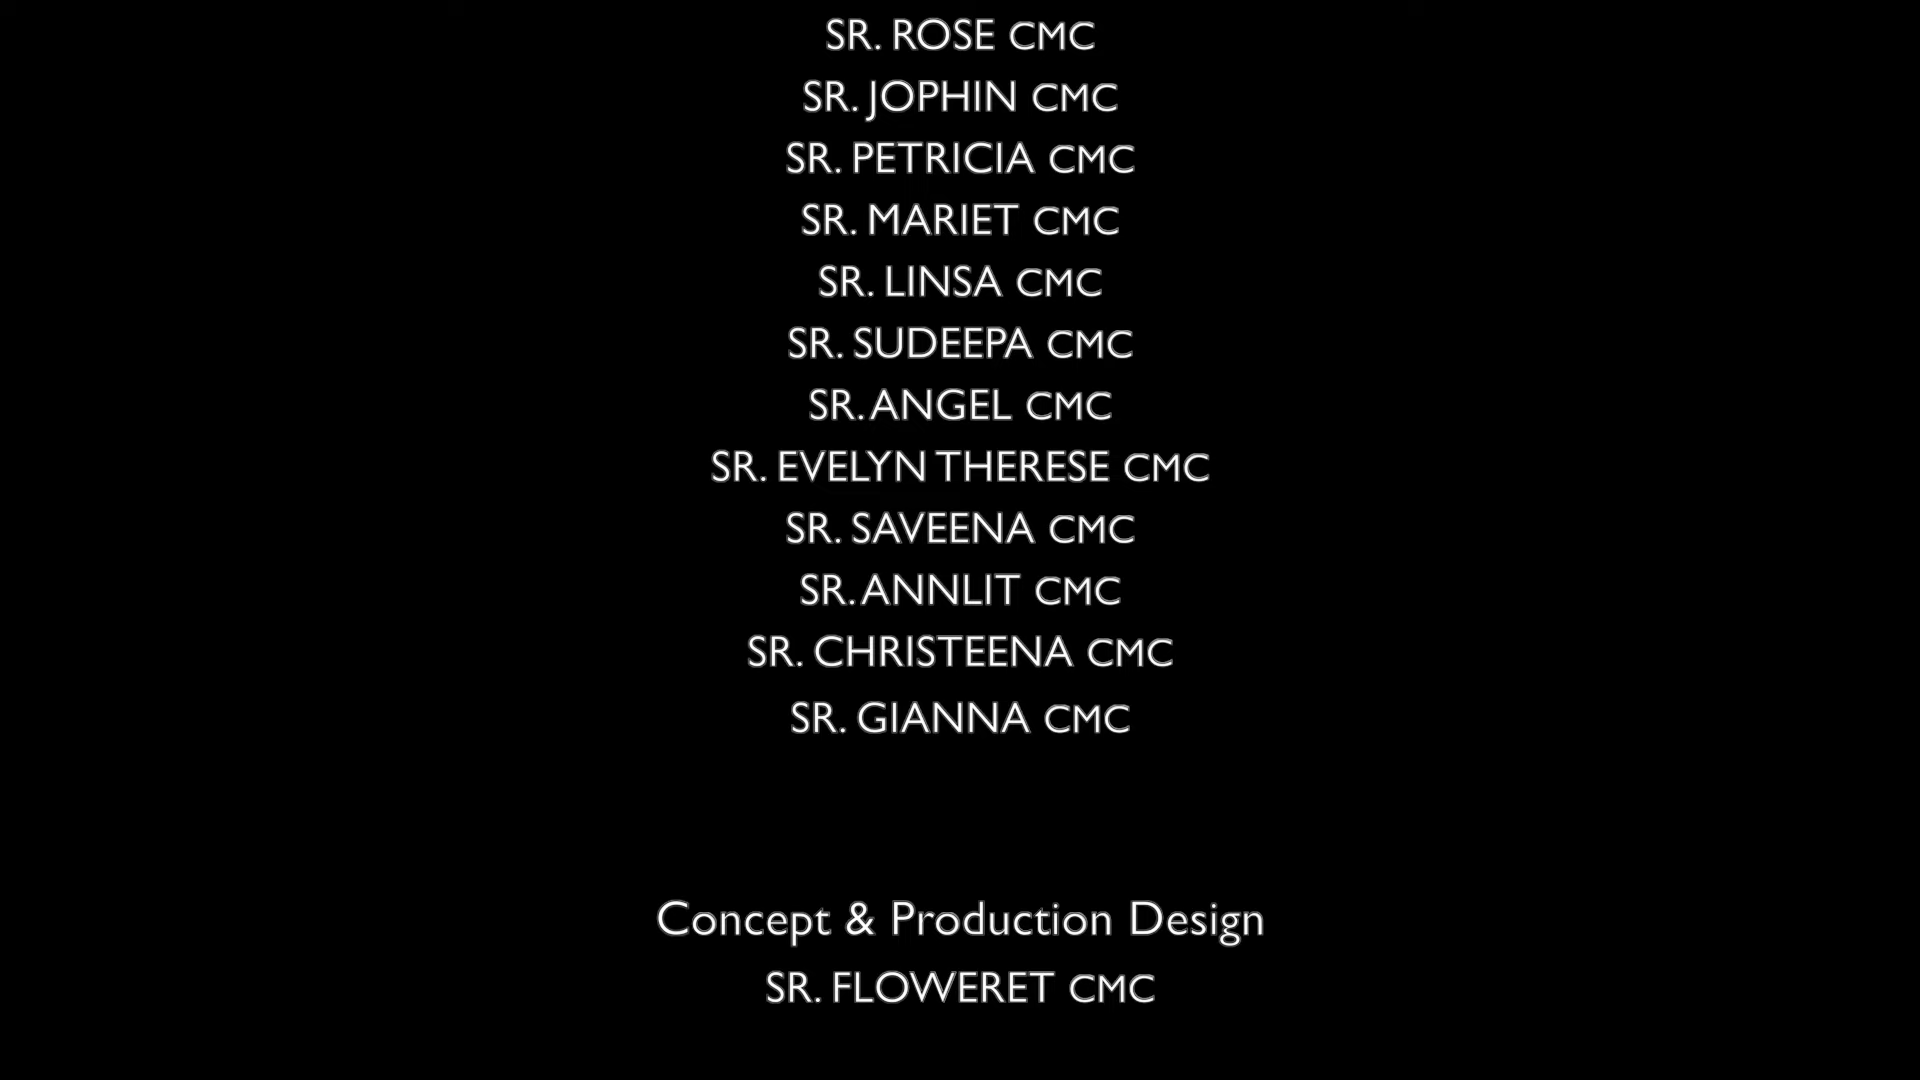 SR. ROSE CMC
SR. JOPHIN CMC
SR. PETRICIA CMC
SR. MARIET CMC
SR. LINSA CMC
SR. SUDEEPA CMC
SR. ANGEL CMC
SR. EVELYN THERESE CMC
SR. SAVEENA CMC
SR. ANNLIT CMC
SR. CHRISTEENA CMC
SR. GIANNA CMC
Concept & Production Design
SR. FLOWERET CMC